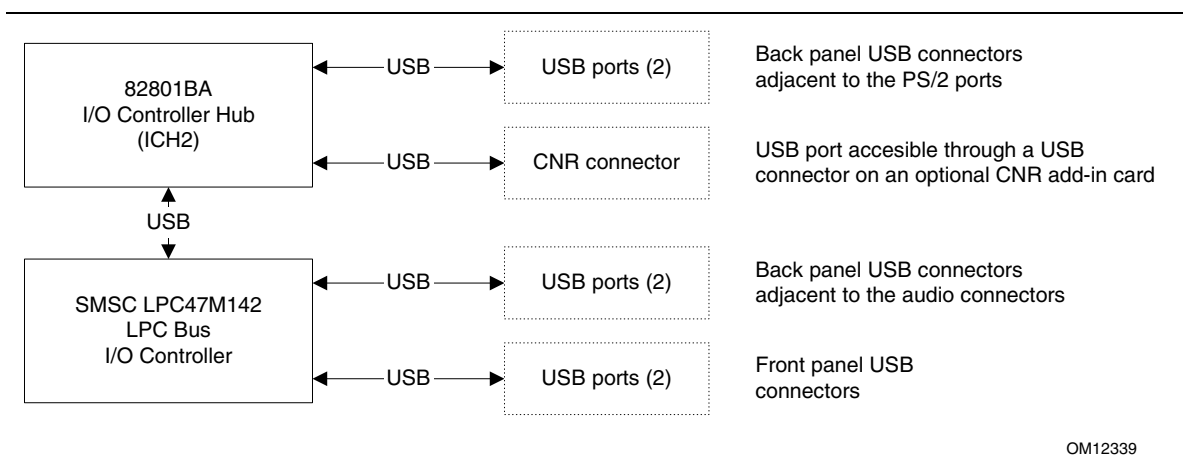 82801BA
I/O Controller Hub
(ICH2)
USB
USB ports (2)
Back panel USB connectors
adjacent to the PS/2 ports
USB
CNR connector
USB port accesible through a USB
connector on an optional CNR add-in card
USB
SMSC LPC47M142
LPC Bus
I/O Controller
USB
USB ports (2)
Back panel USB connectors
adjacent to the audio connectors
USB
USB ports (2)
Front panel USB
connectors
OM12339